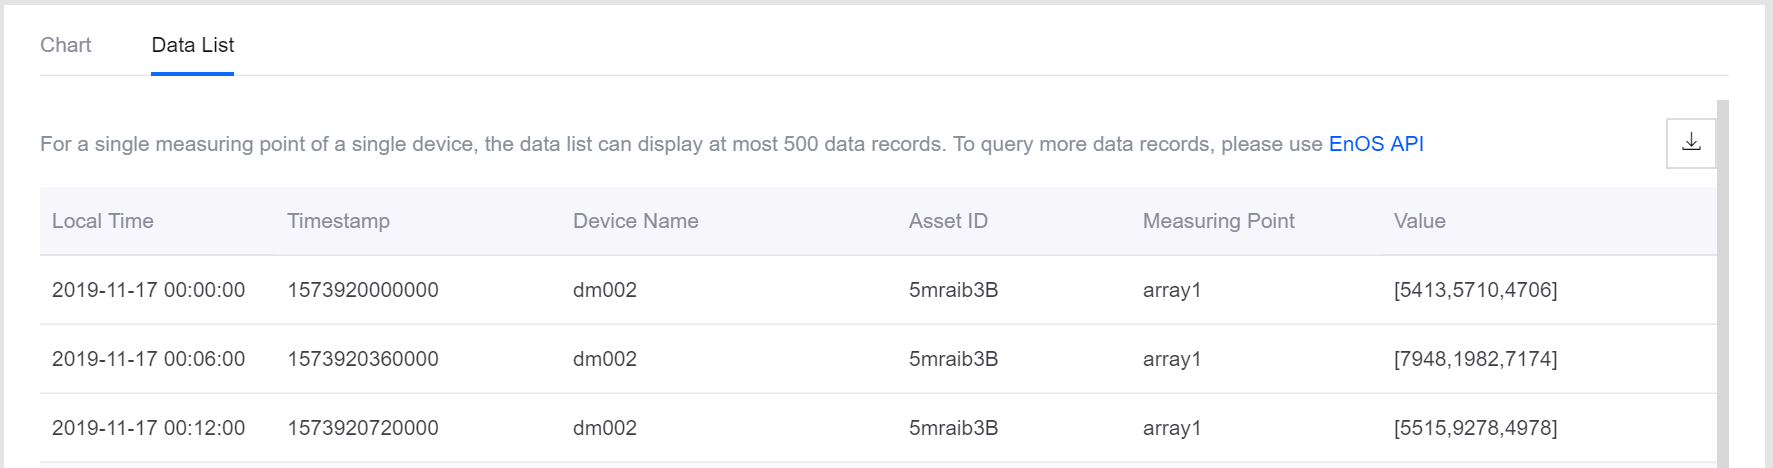 Chart Data List
For a single measuring point of a single device, the data list can display at most 500 data records. To query more data records, please use EnOS API
Local Time Timestamp Device Name Asset ID Measuring Point Value
2019-11-17 00:00:00 1573920000000 dm002 5mraib3B array1 [5413,5710,4706]
2019-11-17 00:06:00 1573920360000 dm002 5mraib3B array1 [7948,1982,7174]
2019-11-17 00:12:00 1573920720000 dm002 5mraib3B array1 [5515,9278,4978]